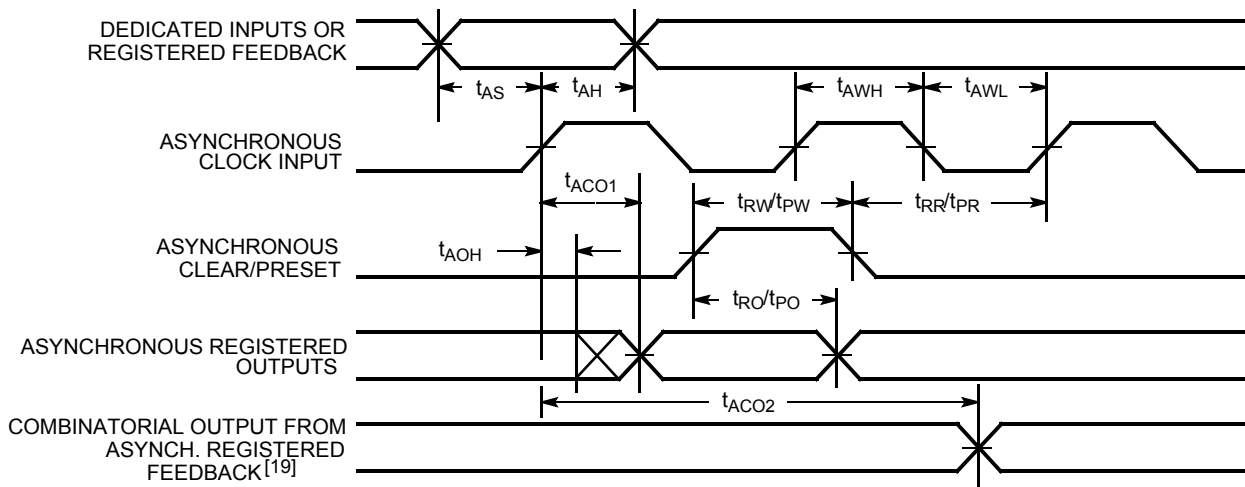 DEDICATED INPUTS OR
REGISTERED FEEDBACK
tAS
tAH
tAWH
tAWL
ASYNCHRONOUS
CLOCK INPUT
tACO1
tRW/tPW
tRR/tPR
ASYNCHRONOUS
CLEAR/PRESET
tAOH
tRO/tPO
ASYNCHRONOUS REGISTERED
OUTPUTS
tACO2
COMBINATORIAL OUTPUT FROM
ASYNCH. REGISTERED
FEEDBACK[19]